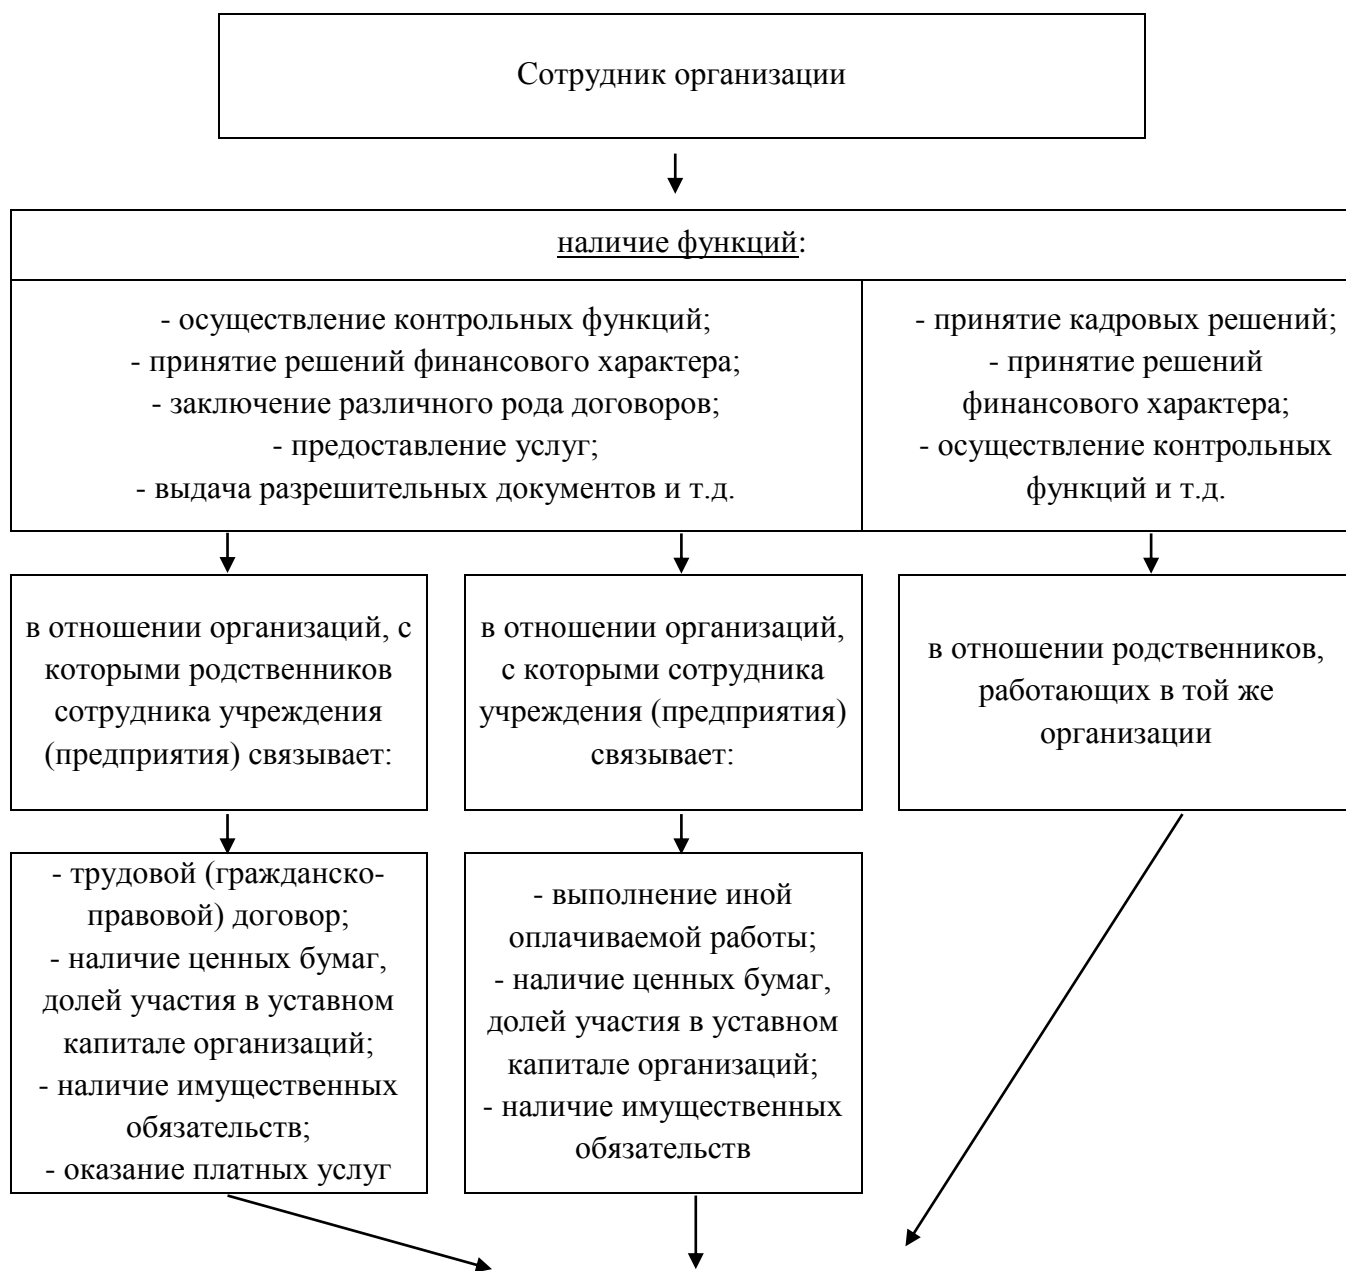 Сотрудник организации
наличие функций:
- осуществление контрольных функций;
- принятие решений финансового характера;
- заключение различного рода договоров;
- предоставление услуг;
- выдача разрешительных документов и т.д.
- принятие кадровых решений;
- принятие решений
финансового характера;
- осуществление контрольных
функций и т.д.
в отношении организаций, с
которыми родственников
сотрудника учреждения
(предприятия) связывает:
в отношении организаций,
с которыми сотрудника
учреждения (предприятия)
связывает:
в отношении родственников,
работающих в той же
организации
- трудовой (гражданско-
правовой) договор;
- наличие ценных бумаг,
долей участия в уставном
капитале организаций;
- наличие имущественных
обязательств;
- оказание платных услуг
- выполнение иной
оплачиваемой работы;
- наличие ценных бумаг,
долей участия в уставном
капитале организаций;
- наличие имущественных
обязательств